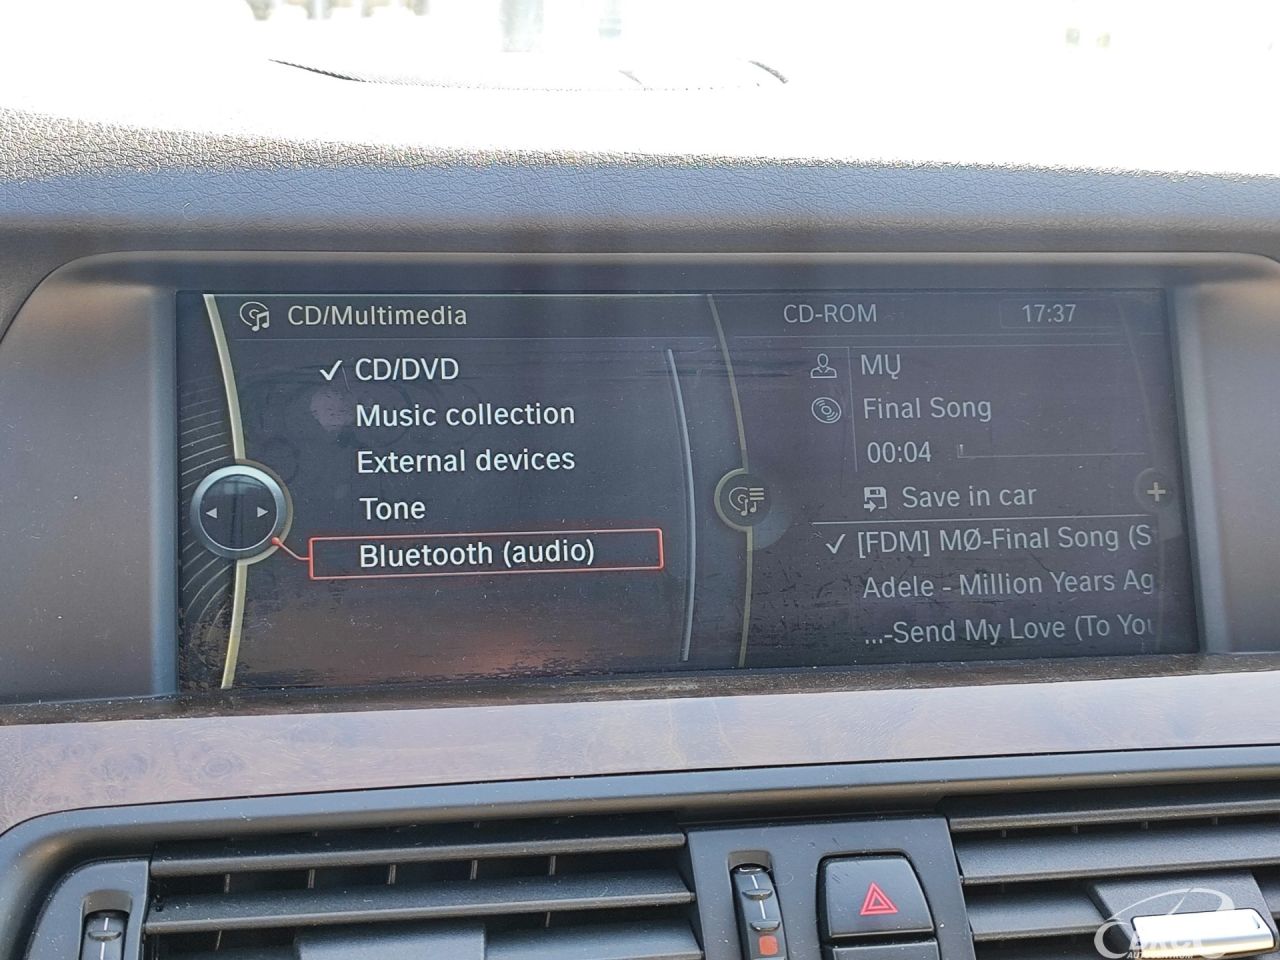 CD/Multimedia
CD/DVD
Music collection
External devices
Tone
Bluetooth (audio)
CD-ROM
17:37
MŲ
Final Song
00:04
Save in car
[FDM] MØ-Final Song (S
Adele - Million Years Ag
...-Send My Love (To You